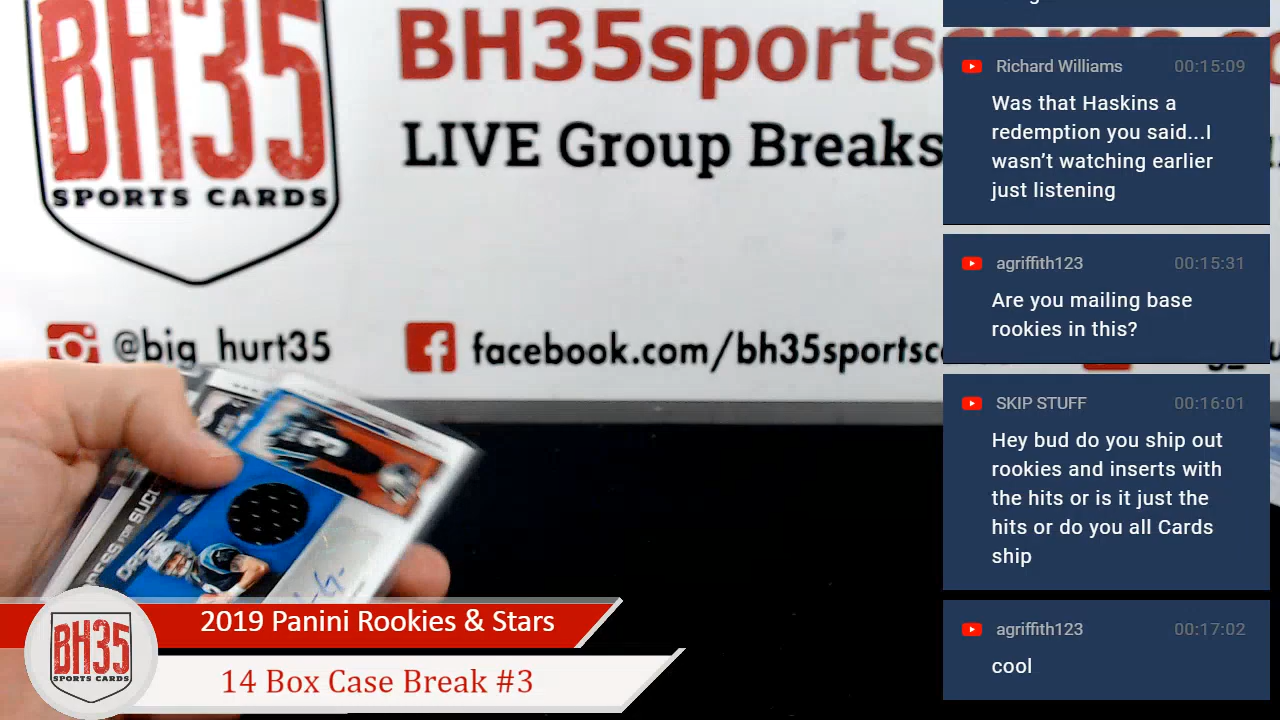 BH35
SPORTS CARDS
BH35sports
LIVE Group Breaks
@big_hurt35
facebook.com/bh35sportsc
DRESS FOR
2019 Panini Rookies & Stars
14 Box Case Break #3
BH35
SPORTS CARDS
Richard Williams 00:15:09
Was that Haskins a
redemption you said...I
wasn't watching earlier
just listening
agriffith123 00:15:31
Are you mailing base
rookies in this?
SKIP STUFF 00:16:01
Hey bud do you ship out
rookies and inserts with
the hits or is it just the
hits or do you all Cards
ship
agriffith123 00:17:02
cool